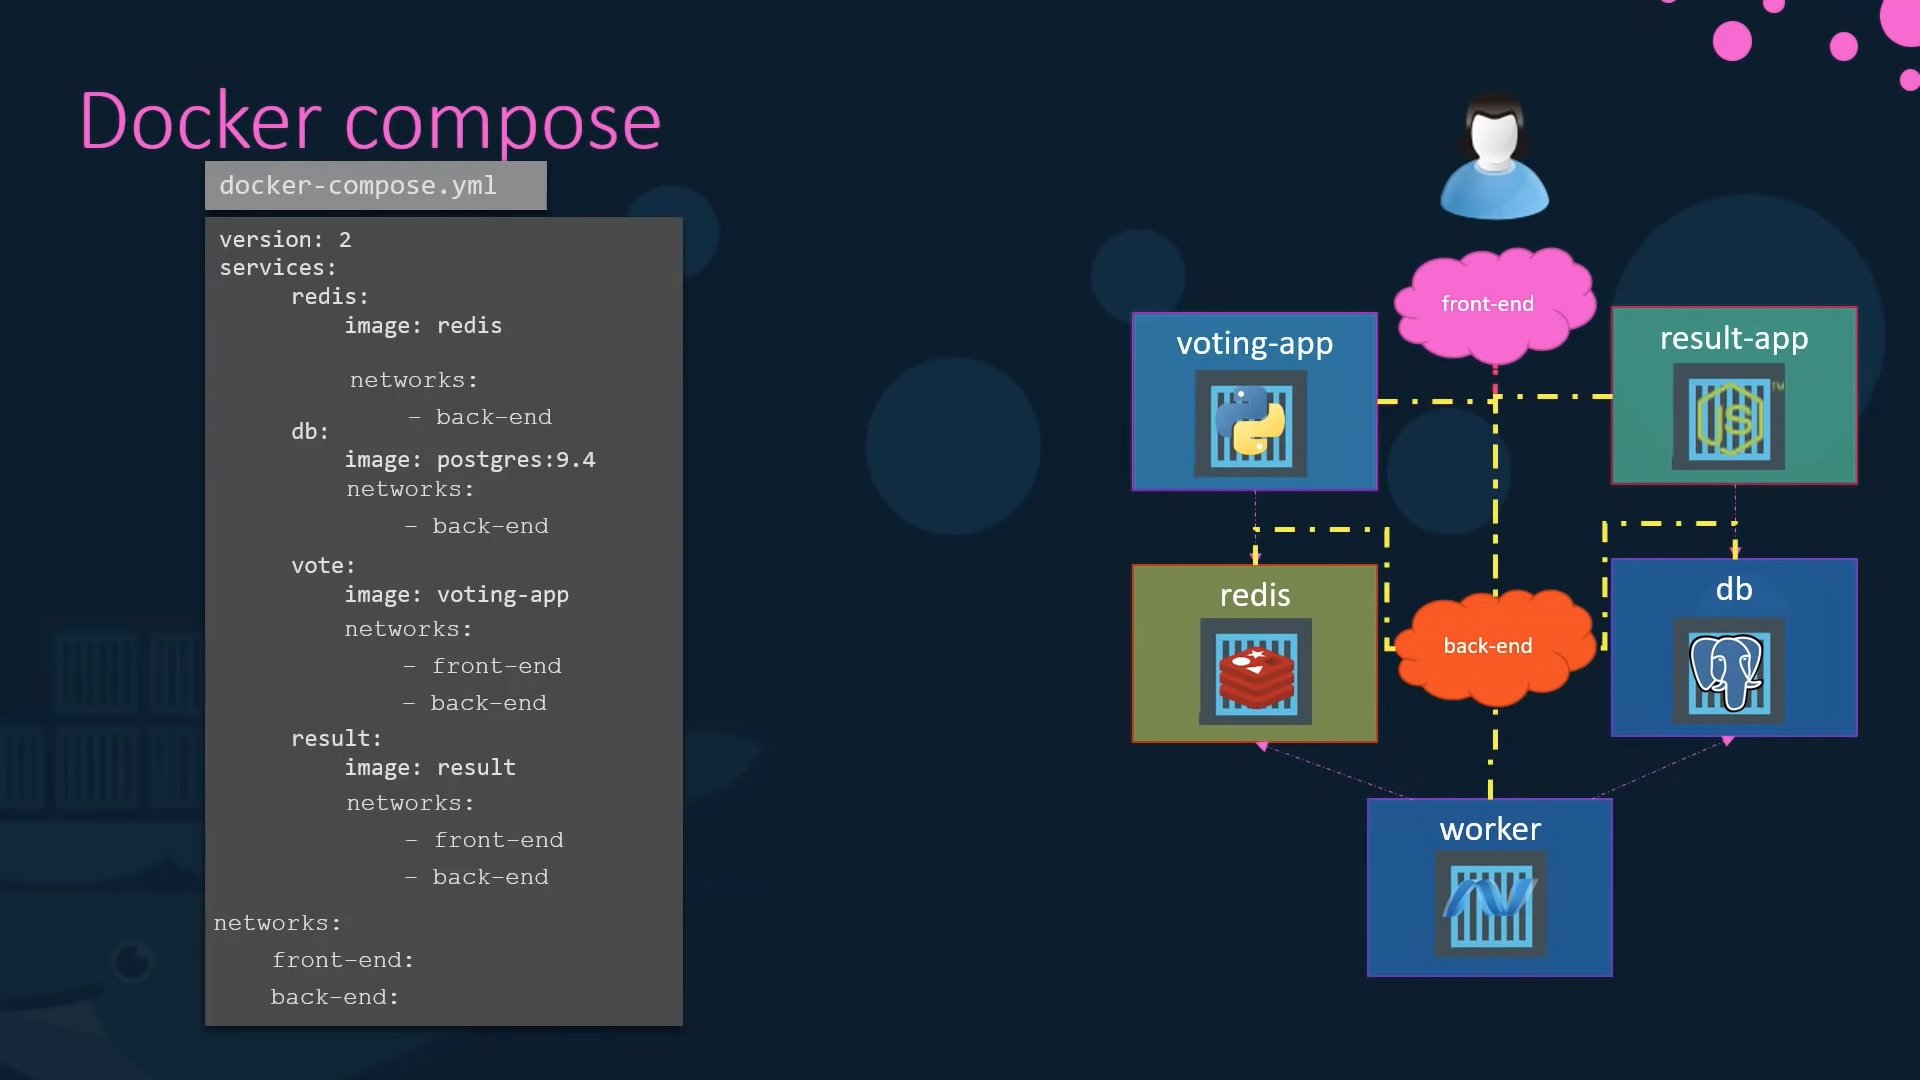 Docker compose
docker-compose.yml
version: 2
services:
redis:
image: redis
networks:
- back-end
db:
image: postgres:9.4
networks:
- back-end
vote:
image: voting-app
networks:
- front-end
- back-end
result:
image: result
networks:
- front-end
- back-end
networks:
front-end:
back-end:
front-end
voting-app
result-app
JS
TM
redis
back-end
db
worker